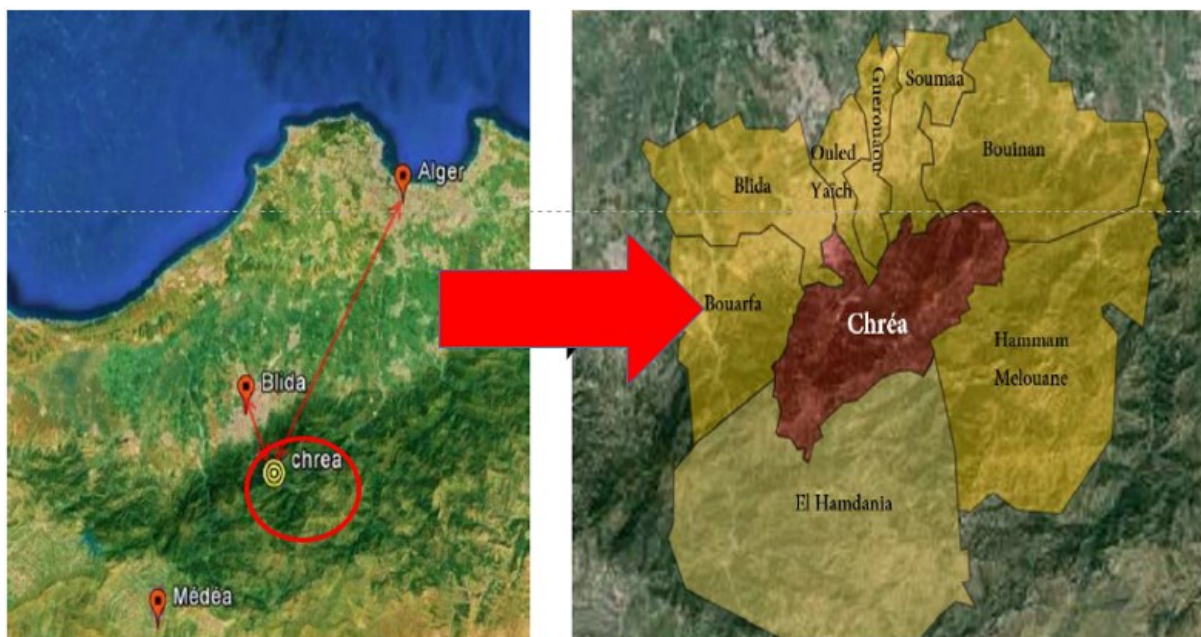 Alger
Blida
chrea
Médéa
Guerouaou
Soumaa
Ouled
Yaïch
Bouinan
Blida
Bouarfa
Chréa
Hammam
Melouane
El Hamdania